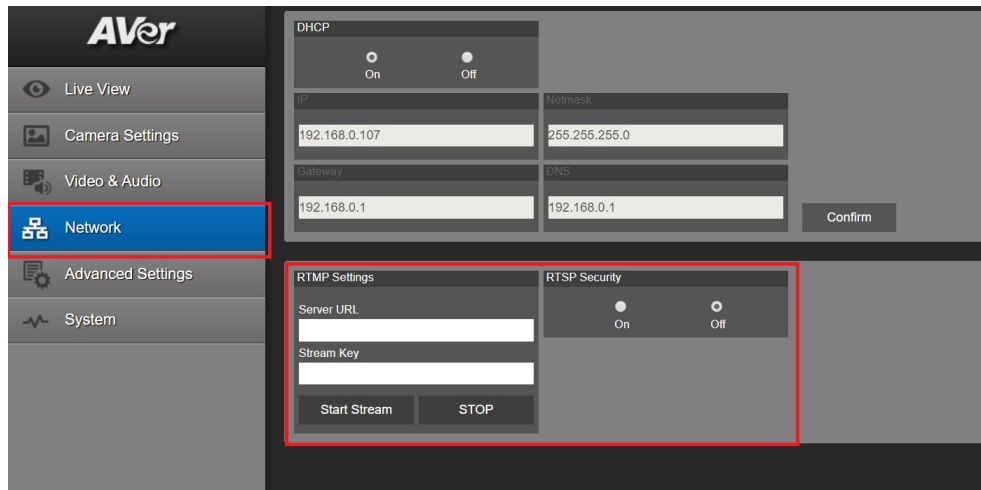 AVer
Live View
Camera Settings
Video & Audio
Network
Advanced Settings
System
DHCP
On Off
IP Netmask
192.168.0.107 255.255.255.0
Gateway DNS
192.168.0.1 192.168.0.1
Confirm
RTMP Settings RTSP Security
Server URL
On Off
Stream Key
Start Stream STOP